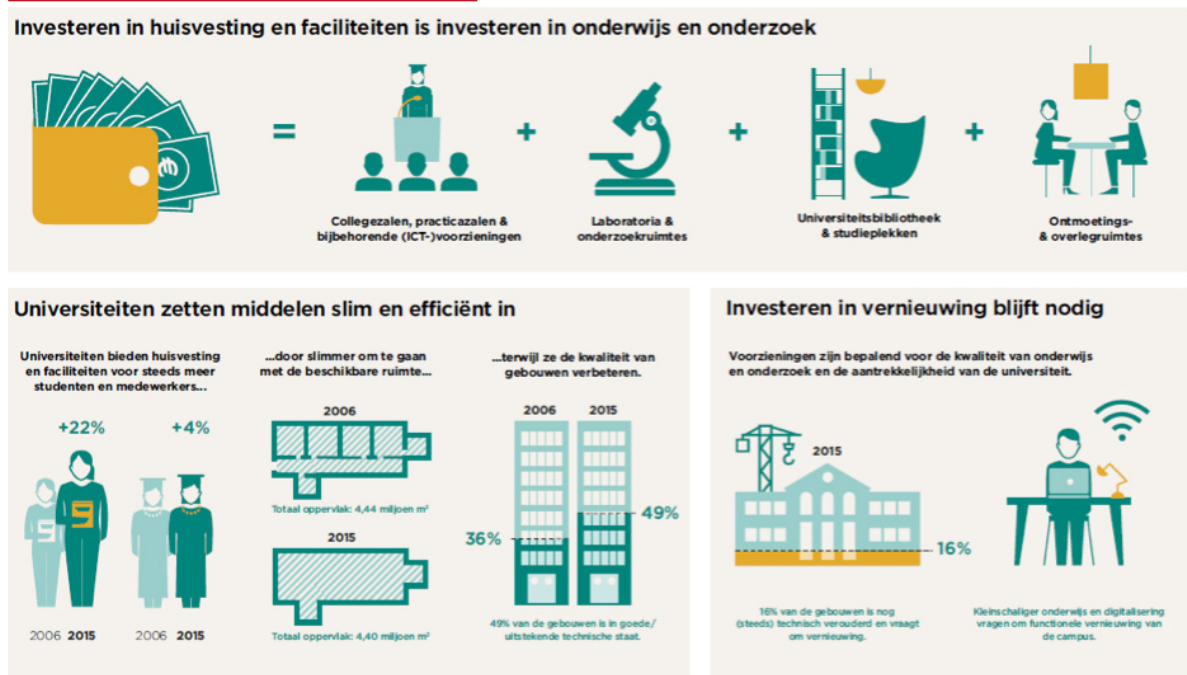 Investeren in huisvesting en faciliteiten is investeren in onderwijs en onderzoek
€
=
+
+
+
Collegezalen, practicazalen &
bijbehorende (ICT-)voorzieningen
Laboratoria &
onderzoekruimtes
Universiteitsbibliotheek
& studieplekken
Ontmoetings-
& overlegruimtes
Universiteiten zetten middelen slim en efficiënt in
Universiteiten bieden huisvesting
en faciliteiten voor steeds meer
studenten en medewerkers...
+22%
+4%
2006 2015
2006 2015
...door slimmer om te gaan
met de beschikbare ruimte...
2006
Totaal oppervlak: 4,44 miljoen m²
2015
Totaal oppervlak: 4,40 miljoen m²
...terwijl ze de kwaliteit van
gebouwen verbeteren.
2006
2015
36%
49%
49% van de gebouwen is in goede/
uitstekende technische staat.
Investeren in vernieuwing blijft nodig
Voorzieningen zijn bepalend voor de kwaliteit van onderwijs
en onderzoek en de aantrekkelijkheid van de universiteit.
2015
16%
16% van de gebouwen is nog
(steeds) technisch verouderd en vraagt
om vernieuwing.
Kleinschaliger onderwijs en digitalisering
vragen om functionele vernieuwing van
de campus.